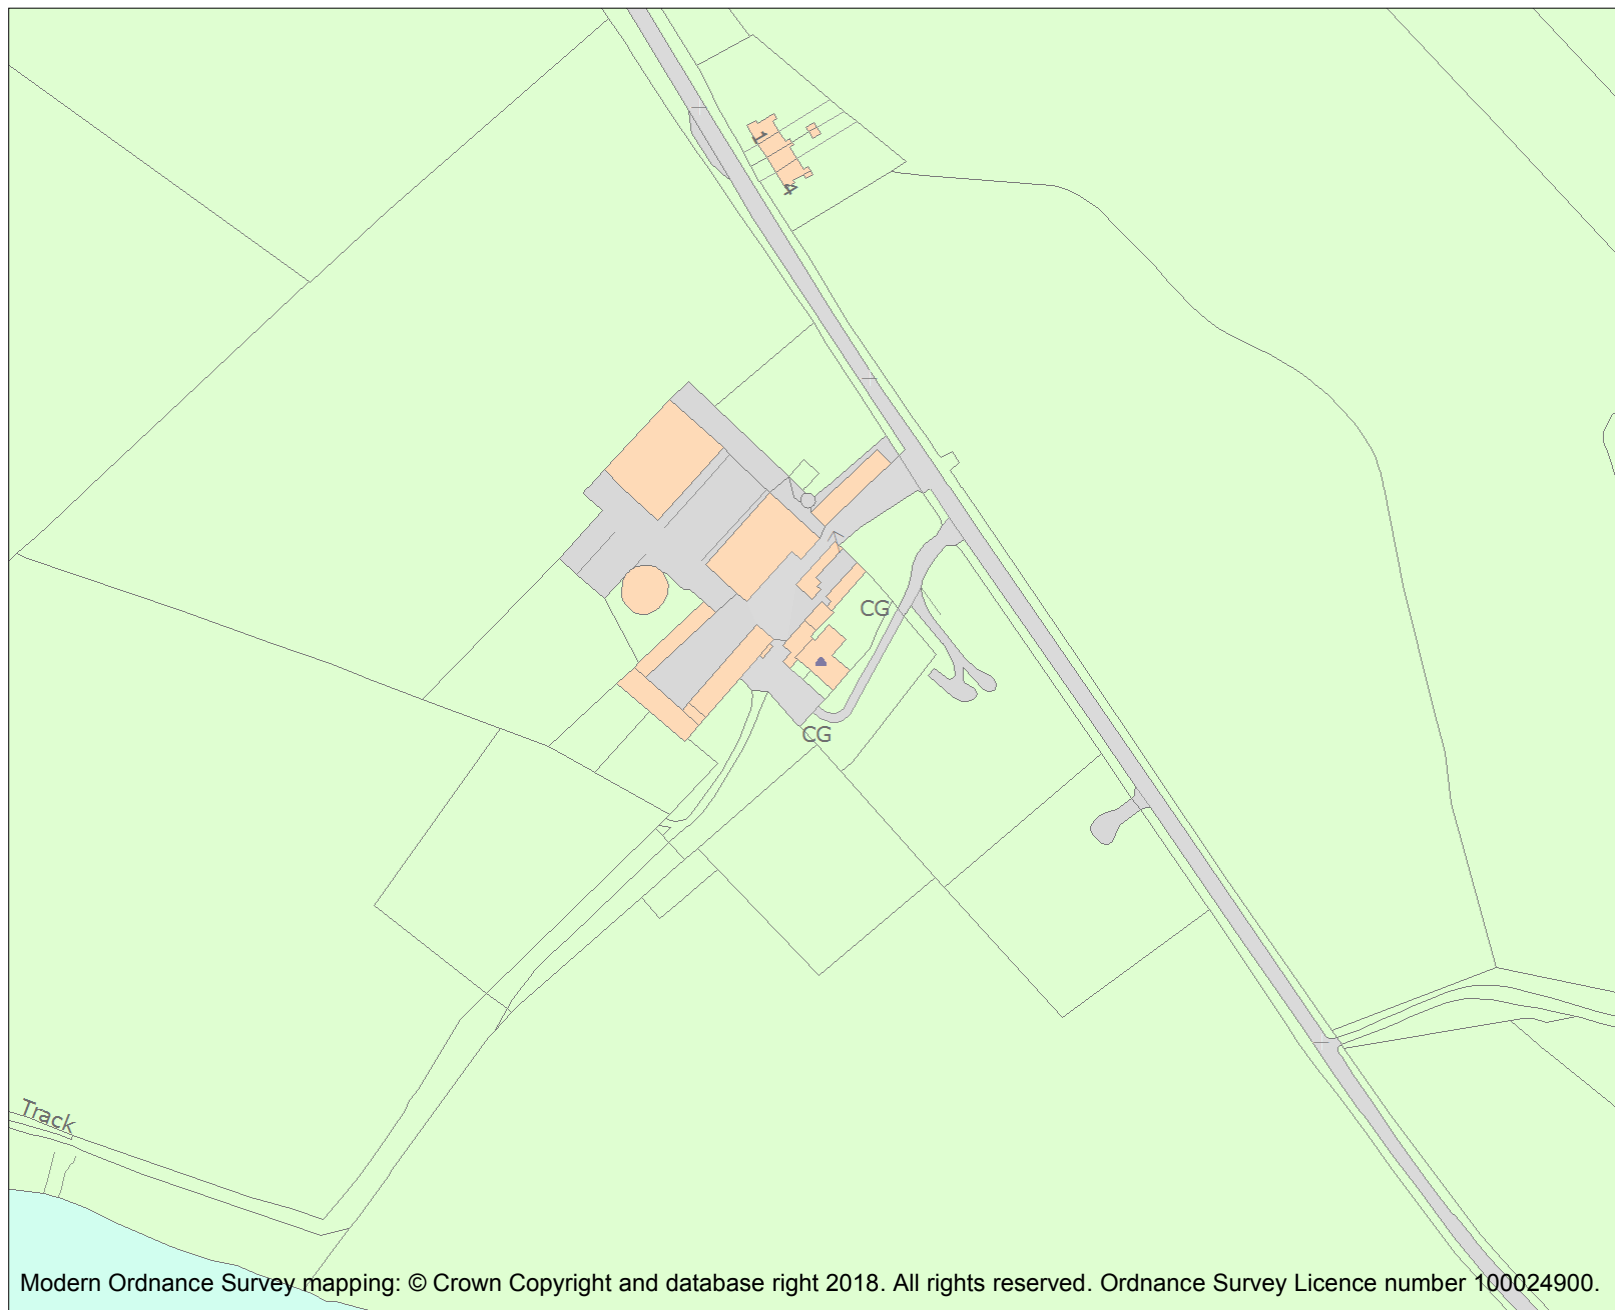 1
4
CG
CG
Track
Modern Ordnance Survey mapping: © Crown Copyright and database right 2018. All rights reserved. Ordnance Survey Licence number 100024900.